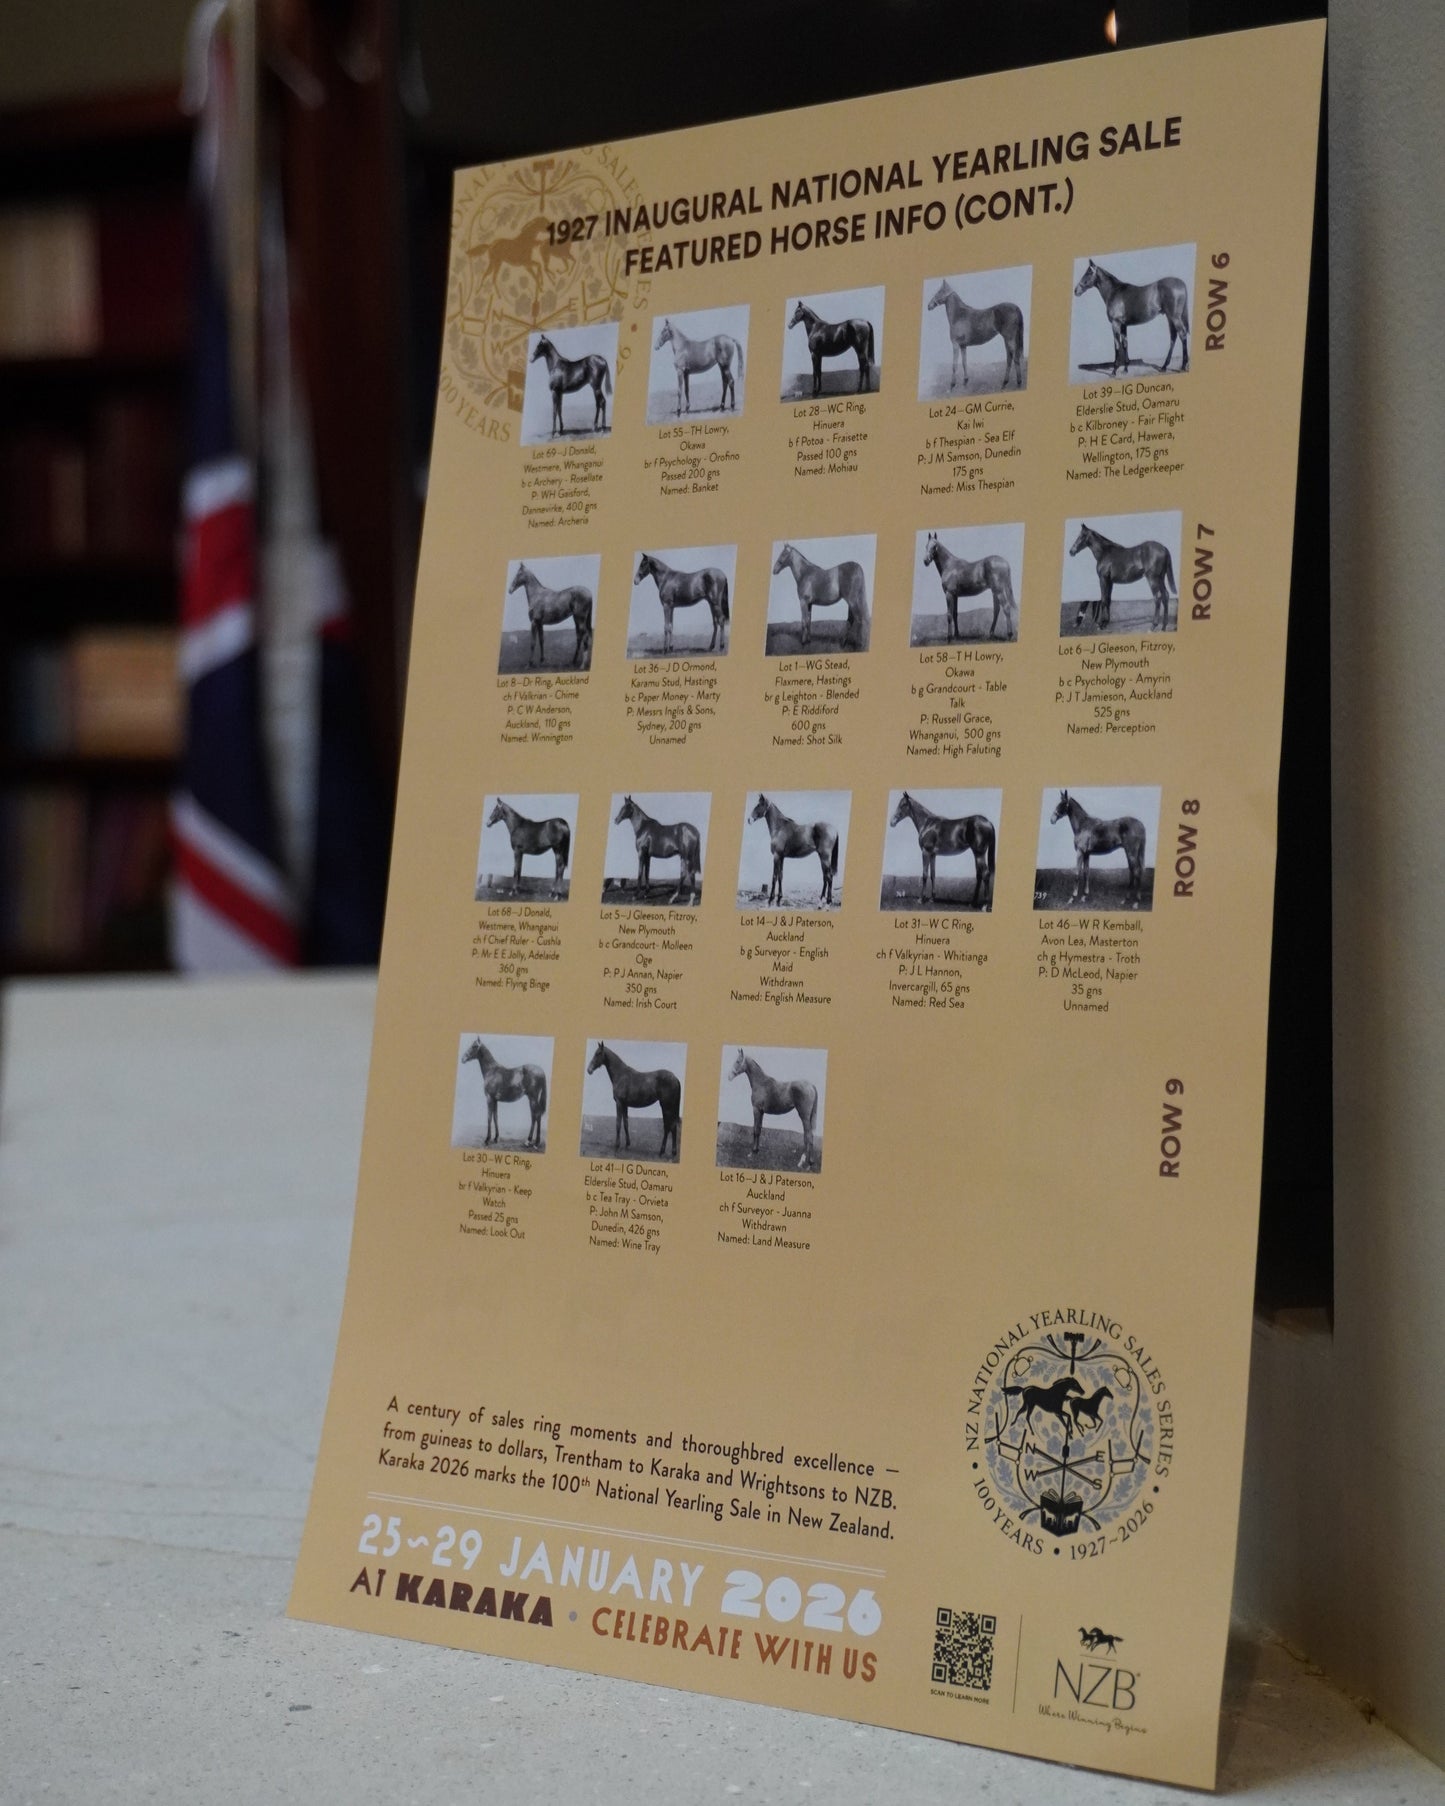 1927 INAUGURAL NATIONAL YEARLING SALE
FEATURED HORSE INFO (CONT.)
ROW 6
Lot 69–J Donald,
Westmere, Whanganui
b c Archery - Rosellate
P: WH Gaisford,
Dannevirke, 400 gns
Named: Archeria
Lot 55–TH Lowry,
Okawa
br f Psychology - Orofino
Passed 200 gns
Named: Banket
Lot 28–WC Ring,
Hinuera
b f Potoa - Fraisette
Passed 100 gns
Named: Mohiau
Lot 24–GM Currie,
Kai Iwi
b f Thespian - Sea Elf
P: J M Samson, Dunedin
175 gns
Named: Miss Thespian
Lot 39–IG Duncan,
Elderslie Stud, Oamaru
b c Kilbroney - Fair Flight
P: H E Card, Hawera,
Wellington, 175 gns
Named: The Ledgerkeeper
ROW 7
Lot 8–Dr Ring, Auckland
ch f Valkrian - Chime
P: C W Anderson,
Auckland, 110 gns
Named: Winnington
Lot 36–J D Ormond,
Karamu Stud, Hastings
b c Paper Money - Marty
P: Messrs Inglis & Sons,
Sydney, 200 gns
Unnamed
Lot 1–WG Stead,
Flaxmere, Hastings
br g Leighton - Blended
P: E Riddiford
600 gns
Named: Shot Silk
Lot 58–T H Lowry,
Okawa
b g Grandcourt - Table
Talk
P: Russell Grace,
Whanganui, 500 gns
Named: High Faluting
Lot 6–J Gleeson, Fitzroy,
New Plymouth
b c Psychology - Amyrin
P: J T Jamieson, Auckland
525 gns
Named: Perception
ROW 8
Lot 68–J Donald,
Westmere, Whanganui
ch f Chief Ruler - Cushla
P: Mr E E Jolly, Adelaide
360 gns
Named: Flying Binge
Lot 5–J Gleeson, Fitzroy,
New Plymouth
b c Grandcourt- Molleen
Oge
P: P J Annan, Napier
350 gns
Named: Irish Court
Lot 14–J & J Paterson,
Auckland
b g Surveyor - English
Maid
Withdrawn
Named: English Measure
Lot 31–W C Ring,
Hinuera
ch f Valkyrian - Whitianga
P: J L Hannon,
Invercargill, 65 gns
Named: Red Sea
Lot 46–W R Kemball,
Avon Lea, Masterton
ch g Hymestra - Troth
P: D McLeod, Napier
35 gns
Unnamed
ROW 9
Lot 30–W C Ring,
Hinuera
br f Valkyrian - Keep
Watch
Passed 25 gns
Named: Look Out
Lot 41–I G Duncan,
Elderslie Stud, Oamaru
b c Tea Tray - Orvieta
P: John M Samson,
Dunedin, 426 gns
Named: Wine Tray
Lot 16–J & J Paterson,
Auckland
ch f Surveyor - Juanna
Withdrawn
Named: Land Measure
A century of sales ring moments and thoroughbred excellence –
from guineas to dollars, Trentham to Karaka and Wrightsons to NZB.
Karaka 2026 marks the 100th National Yearling Sale in New Zealand.
25~29 JANUARY 2026
AT KARAKA • CELEBRATE WITH US
NZ NATIONAL YEARLING SALES SERIES
• 100 YEARS • 1927~2026 •
N E
W S
SCAN TO LEARN MORE
NZB
Where Winning Begins